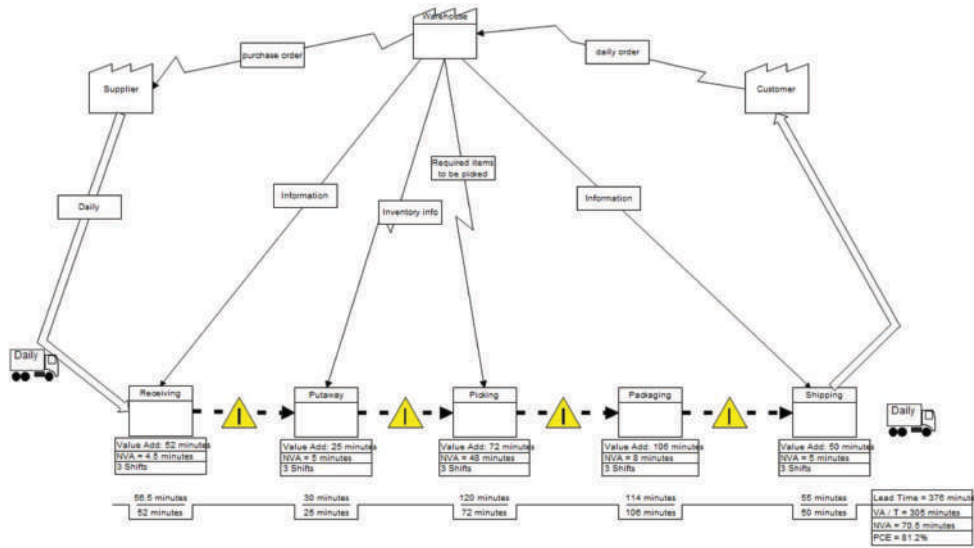 Warehouse
purchase order
daily order
Supplier
Customer
Required items
to be picked
Information
Information
Daily
Inventory info
Daily
Daily
Receiving
Putaway
Picking
Packaging
Shipping
Value Add: 52 minutes
NVA = 4.5 minutes
3 Shifts
Value Add: 25 minutes
NVA = 5 minutes
3 Shifts
Value Add: 72 minutes
NVA = 48 minutes
3 Shifts
Value Add: 106 minutes
NVA = 8 minutes
3 Shifts
Value Add: 50 minutes
NVA = 5 minutes
3 Shifts
56.5 minutes
52 minutes
30 minutes
25 minutes
120 minutes
72 minutes
114 minutes
106 minutes
55 minutes
50 minutes
Lead Time = 376 minute
VA / T = 305 minutes
NVA = 70.5 minutes
PCE = 81.2%